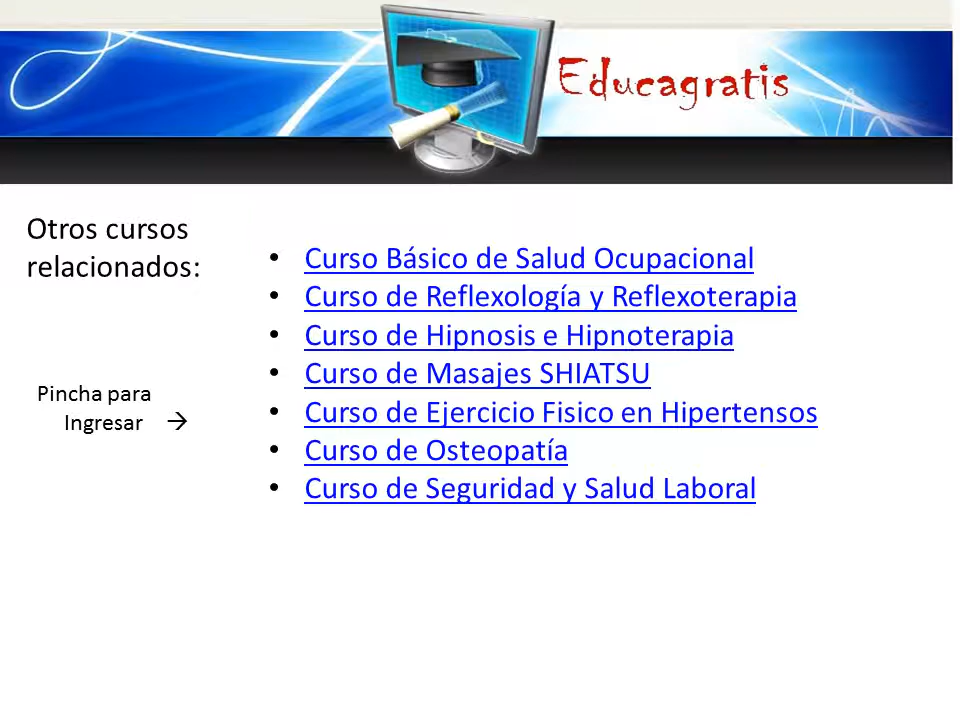 Educagratis
Otros cursos
relacionados:
• Curso Básico de Salud Ocupacional
• Curso de Reflexología y Reflexoterapia
• Curso de Hipnosis e Hipnoterapia
• Curso de Masajes SHIATSU
• Curso de Ejercicio Fisico en Hipertensos
• Curso de Osteopatía
• Curso de Seguridad y Salud Laboral
Pincha para
Ingresar →